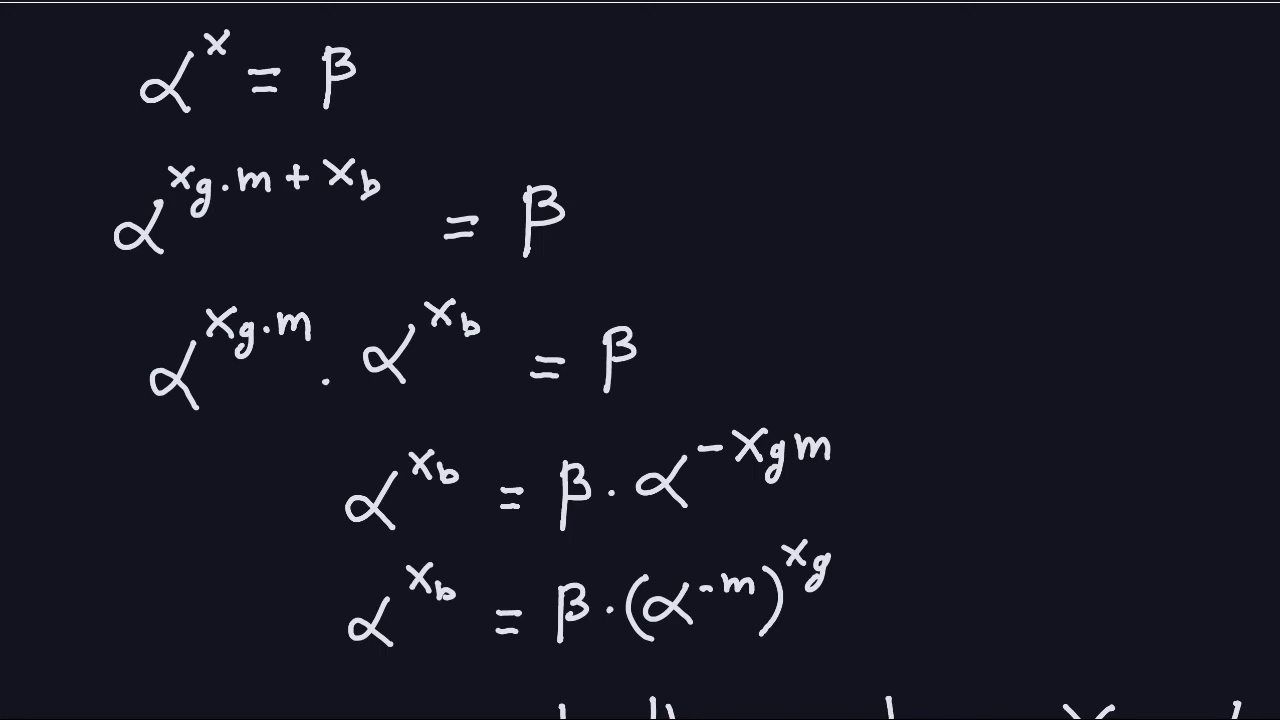 α^x = β
α^(x_g·m + x_b) = β
α^(x_g·m) · α^(x_b) = β
α^(x_b) = β · α^(-x_g m)
α^(x_b) = β · (α^(-m))^(x_g)